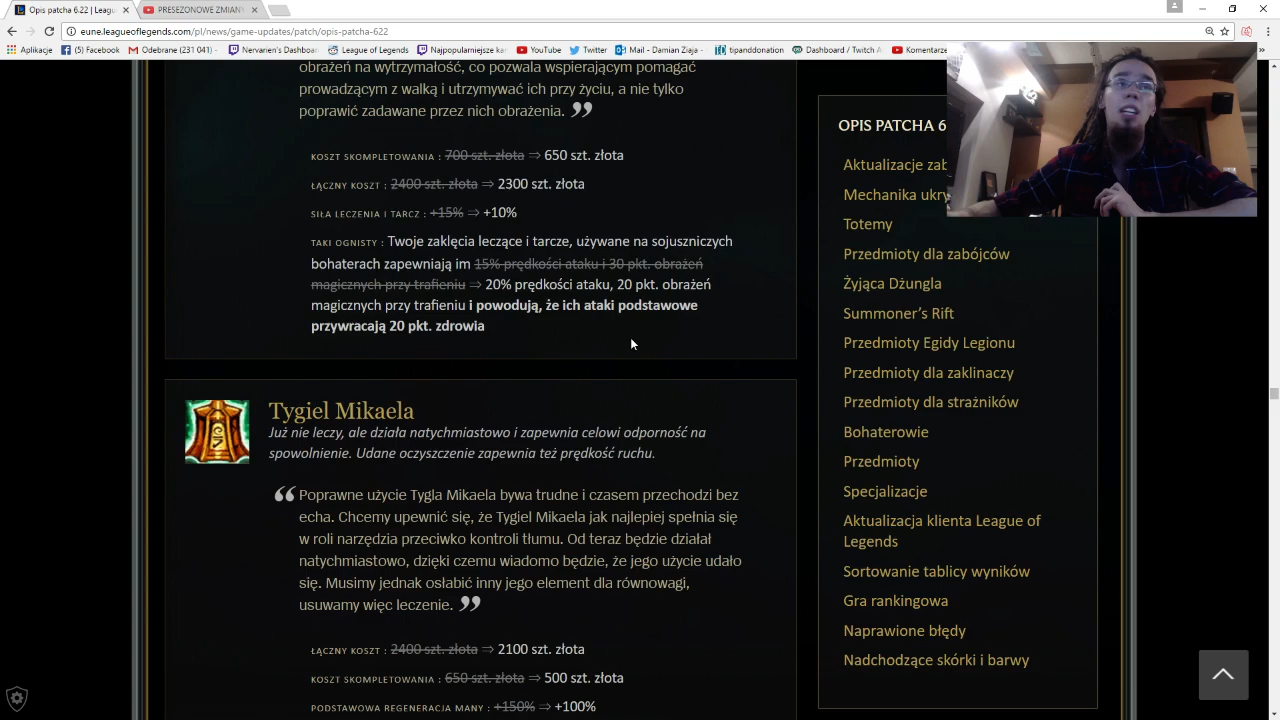 Opis patcha 6.22 | Leagu
PRESEZONOWE ZMIANY
eune.leagueoflegends.com/pl/news/game-updates/patch/opis-patcha-622
Aplikacje
(5) Facebook
Odebrane (231 041)
Nervarien's Dashboard
League of Legends
Najpopularniejsze kan
YouTube
Twitter
Mail - Damian Ziaja
tipanddonation
Dashboard / Twitch A
Komentarze
obrażeń na wytrzymałość, co pozwala wspierającym pomagać
prowadzącym z walką i utrzymywać ich przy życiu, a nie tylko
poprawić zadawane przez nich obrażenia. ”
KOSZT SKOMPLETOWANIA : 700 szt. złota ⇒ 650 szt. złota
ŁĄCZNY KOSZT : 2400 szt. złota ⇒ 2300 szt. złota
SIŁA LECZENIA I TARCZ : +15% ⇒ +10%
TAKI OGNISTY : Twoje zaklęcia leczące i tarcze, używane na sojuszniczych
bohaterach zapewniają im 15% prędkości ataku i 30 pkt. obrażeń
magicznych przy trafieniu ⇒ 20% prędkości ataku, 20 pkt. obrażeń
magicznych przy trafieniu i powodują, że ich ataki podstawowe
przywracają 20 pkt. zdrowia
Tygiel Mikaela
Już nie leczy, ale działa natychmiastowo i zapewnia celowi odporność na
spowolnienie. Udane oczyszczenie zapewnia też prędkość ruchu.
“ Poprawne użycie Tygla Mikaela bywa trudne i czasem przechodzi bez
echa. Chcemy upewnić się, że Tygiel Mikaela jak najlepiej spełnia się
w roli narzędzia przeciwko kontroli tłumu. Od teraz będzie działał
natychmiastowo, dzięki czemu wiadomo będzie, że jego użycie udało
się. Musimy jednak osłabić inny jego element dla równowagi,
usuwamy więc leczenie. ”
ŁĄCZNY KOSZT : 2400 szt. złota ⇒ 2100 szt. złota
KOSZT SKOMPLETOWANIA : 650 szt. złota ⇒ 500 szt. złota
PODSTAWOWA REGENERACJA MANY : +150% ⇒ +100%
OPIS PATCHA 6
Aktualizacje zab
Mechanika ukry
Totemy
Przedmioty dla zabójców
Żyjąca Dżungla
Summoner's Rift
Przedmioty Egidy Legionu
Przedmioty dla zaklinaczy
Przedmioty dla strażników
Bohaterowie
Przedmioty
Specjalizacje
Aktualizacja klienta League of
Legends
Sortowanie tablicy wyników
Gra rankingowa
Naprawione błędy
Nadchodzące skórki i barwy